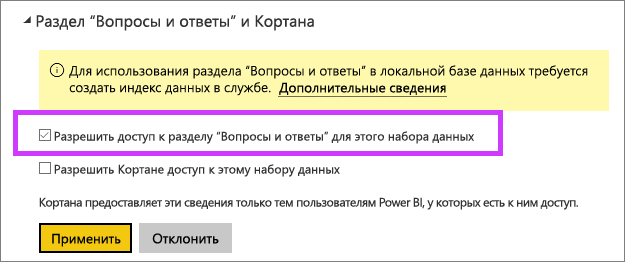 Раздел “Вопросы и ответы” и Кортана
Для использования раздела “Вопросы и ответы” в локальной базе данных требуется
создать индекс данных в службе. Дополнительные сведения
Разрешить доступ к разделу “Вопросы и ответы” для этого набора данных
Разрешить Кортане доступ к этому набору данных
Кортана предоставляет эти сведения только тем пользователям Power BI, у которых есть к ним доступ.
Применить Отклонить